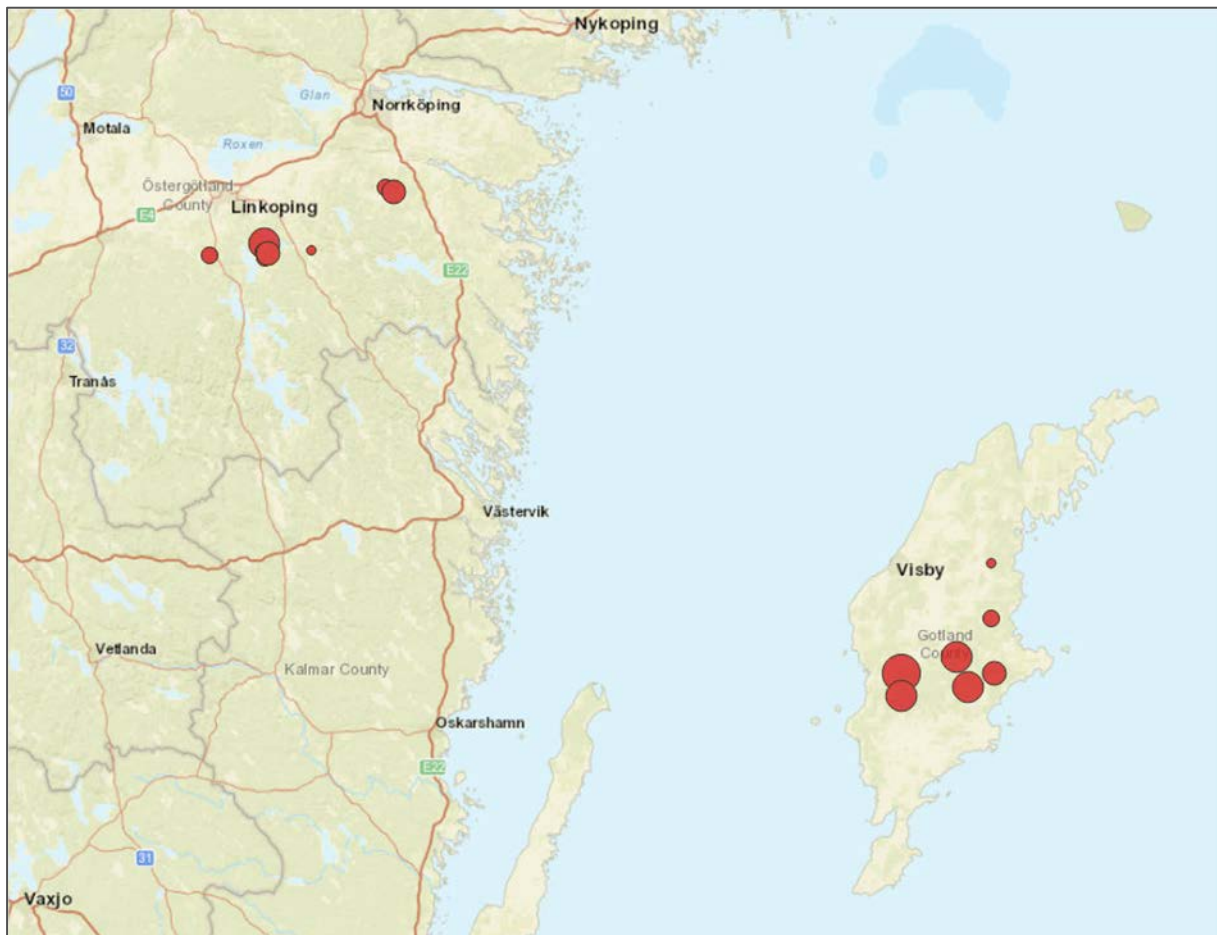 Nykoping
50
Glan
Norrköping
Motala
Roxen
Östergötland
County
Linkoping
E4
E22
32
Tranås
Västervik
Visby
Gotland
County
Vetlanda
Kalmar County
Oskarshamn
E22
31
Vaxjo